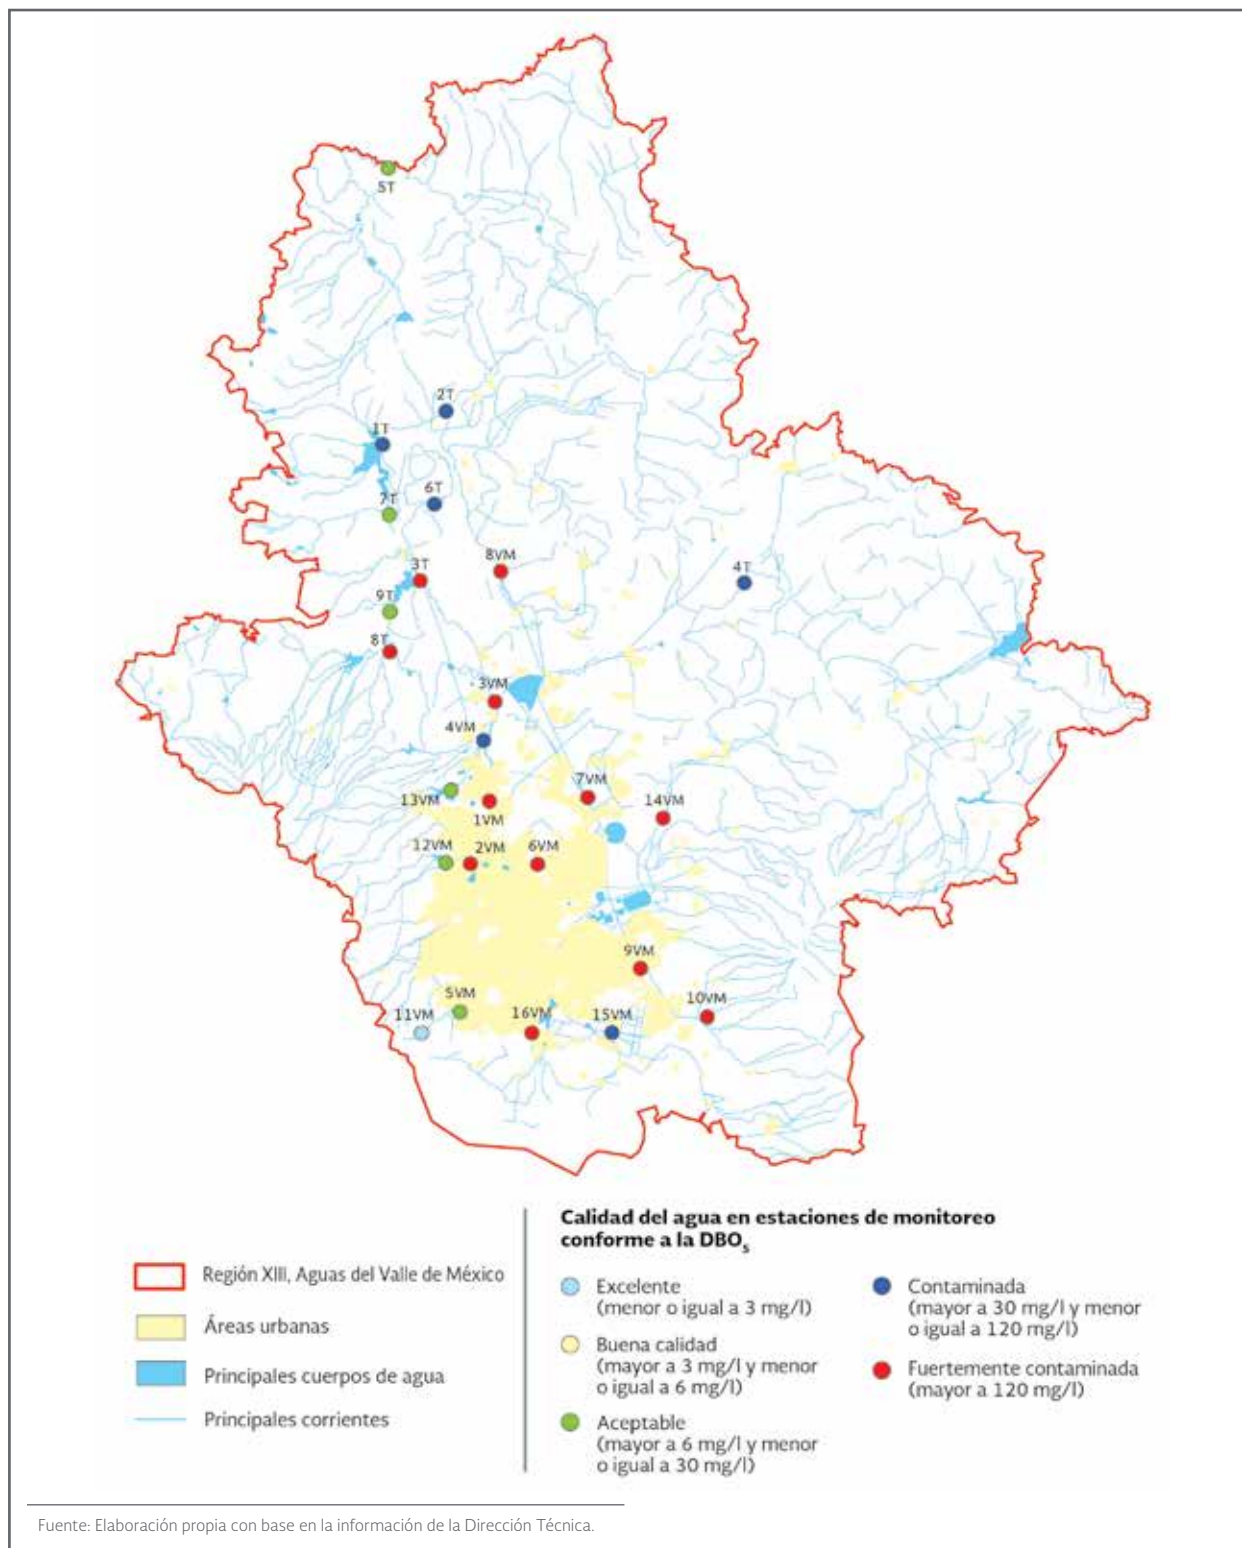 5T
2T
1T
6T
7T
8VM
3T
4T
9T
8T
3VM
4VM
7VM
13VM
14VM
1VM
12VM
2VM
6VM
9VM
5VM
10VM
11VM
16VM
15VM
Región XIII, Aguas del Valle de México
Áreas urbanas
Principales cuerpos de agua
Principales corrientes
Calidad del agua en estaciones de monitoreo
conforme a la DBO₅
Excelente
(menor o igual a 3 mg/l)
Buena calidad
(mayor a 3 mg/l y menor
o igual a 6 mg/l)
Aceptable
(mayor a 6 mg/l y menor
o igual a 30 mg/l)
Contaminada
(mayor a 30 mg/l y menor
o igual a 120 mg/l)
Fuertemente contaminada
(mayor a 120 mg/l)
Fuente: Elaboración propia con base en la información de la Dirección Técnica.